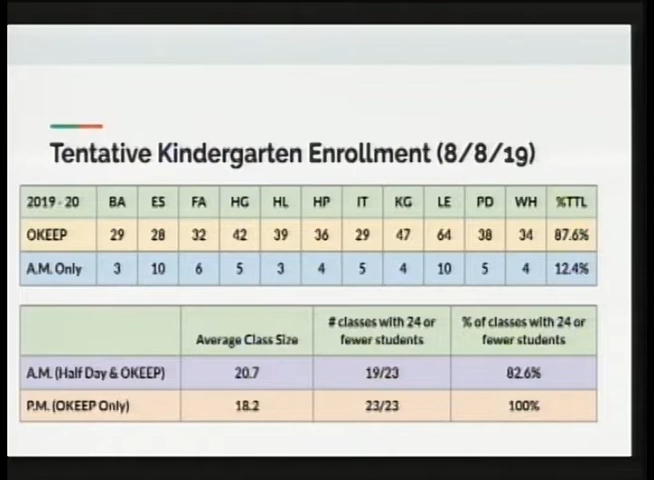 Tentative Kindergarten Enrollment (8/8/19)
2019 - 20 BA ES FA HG HL HP IT KG LE PD WH %TTL
OKEEP 29 28 32 42 39 36 29 47 64 38 34 87.6%
A.M. Only 3 10 6 5 3 4 5 4 10 5 4 12.4%
Average Class Size # classes with 24 or fewer students % of classes with 24 or fewer students
A.M. (Half Day & OKEEP) 20.7 19/23 82.6%
P.M. (OKEEP Only) 18.2 23/23 100%